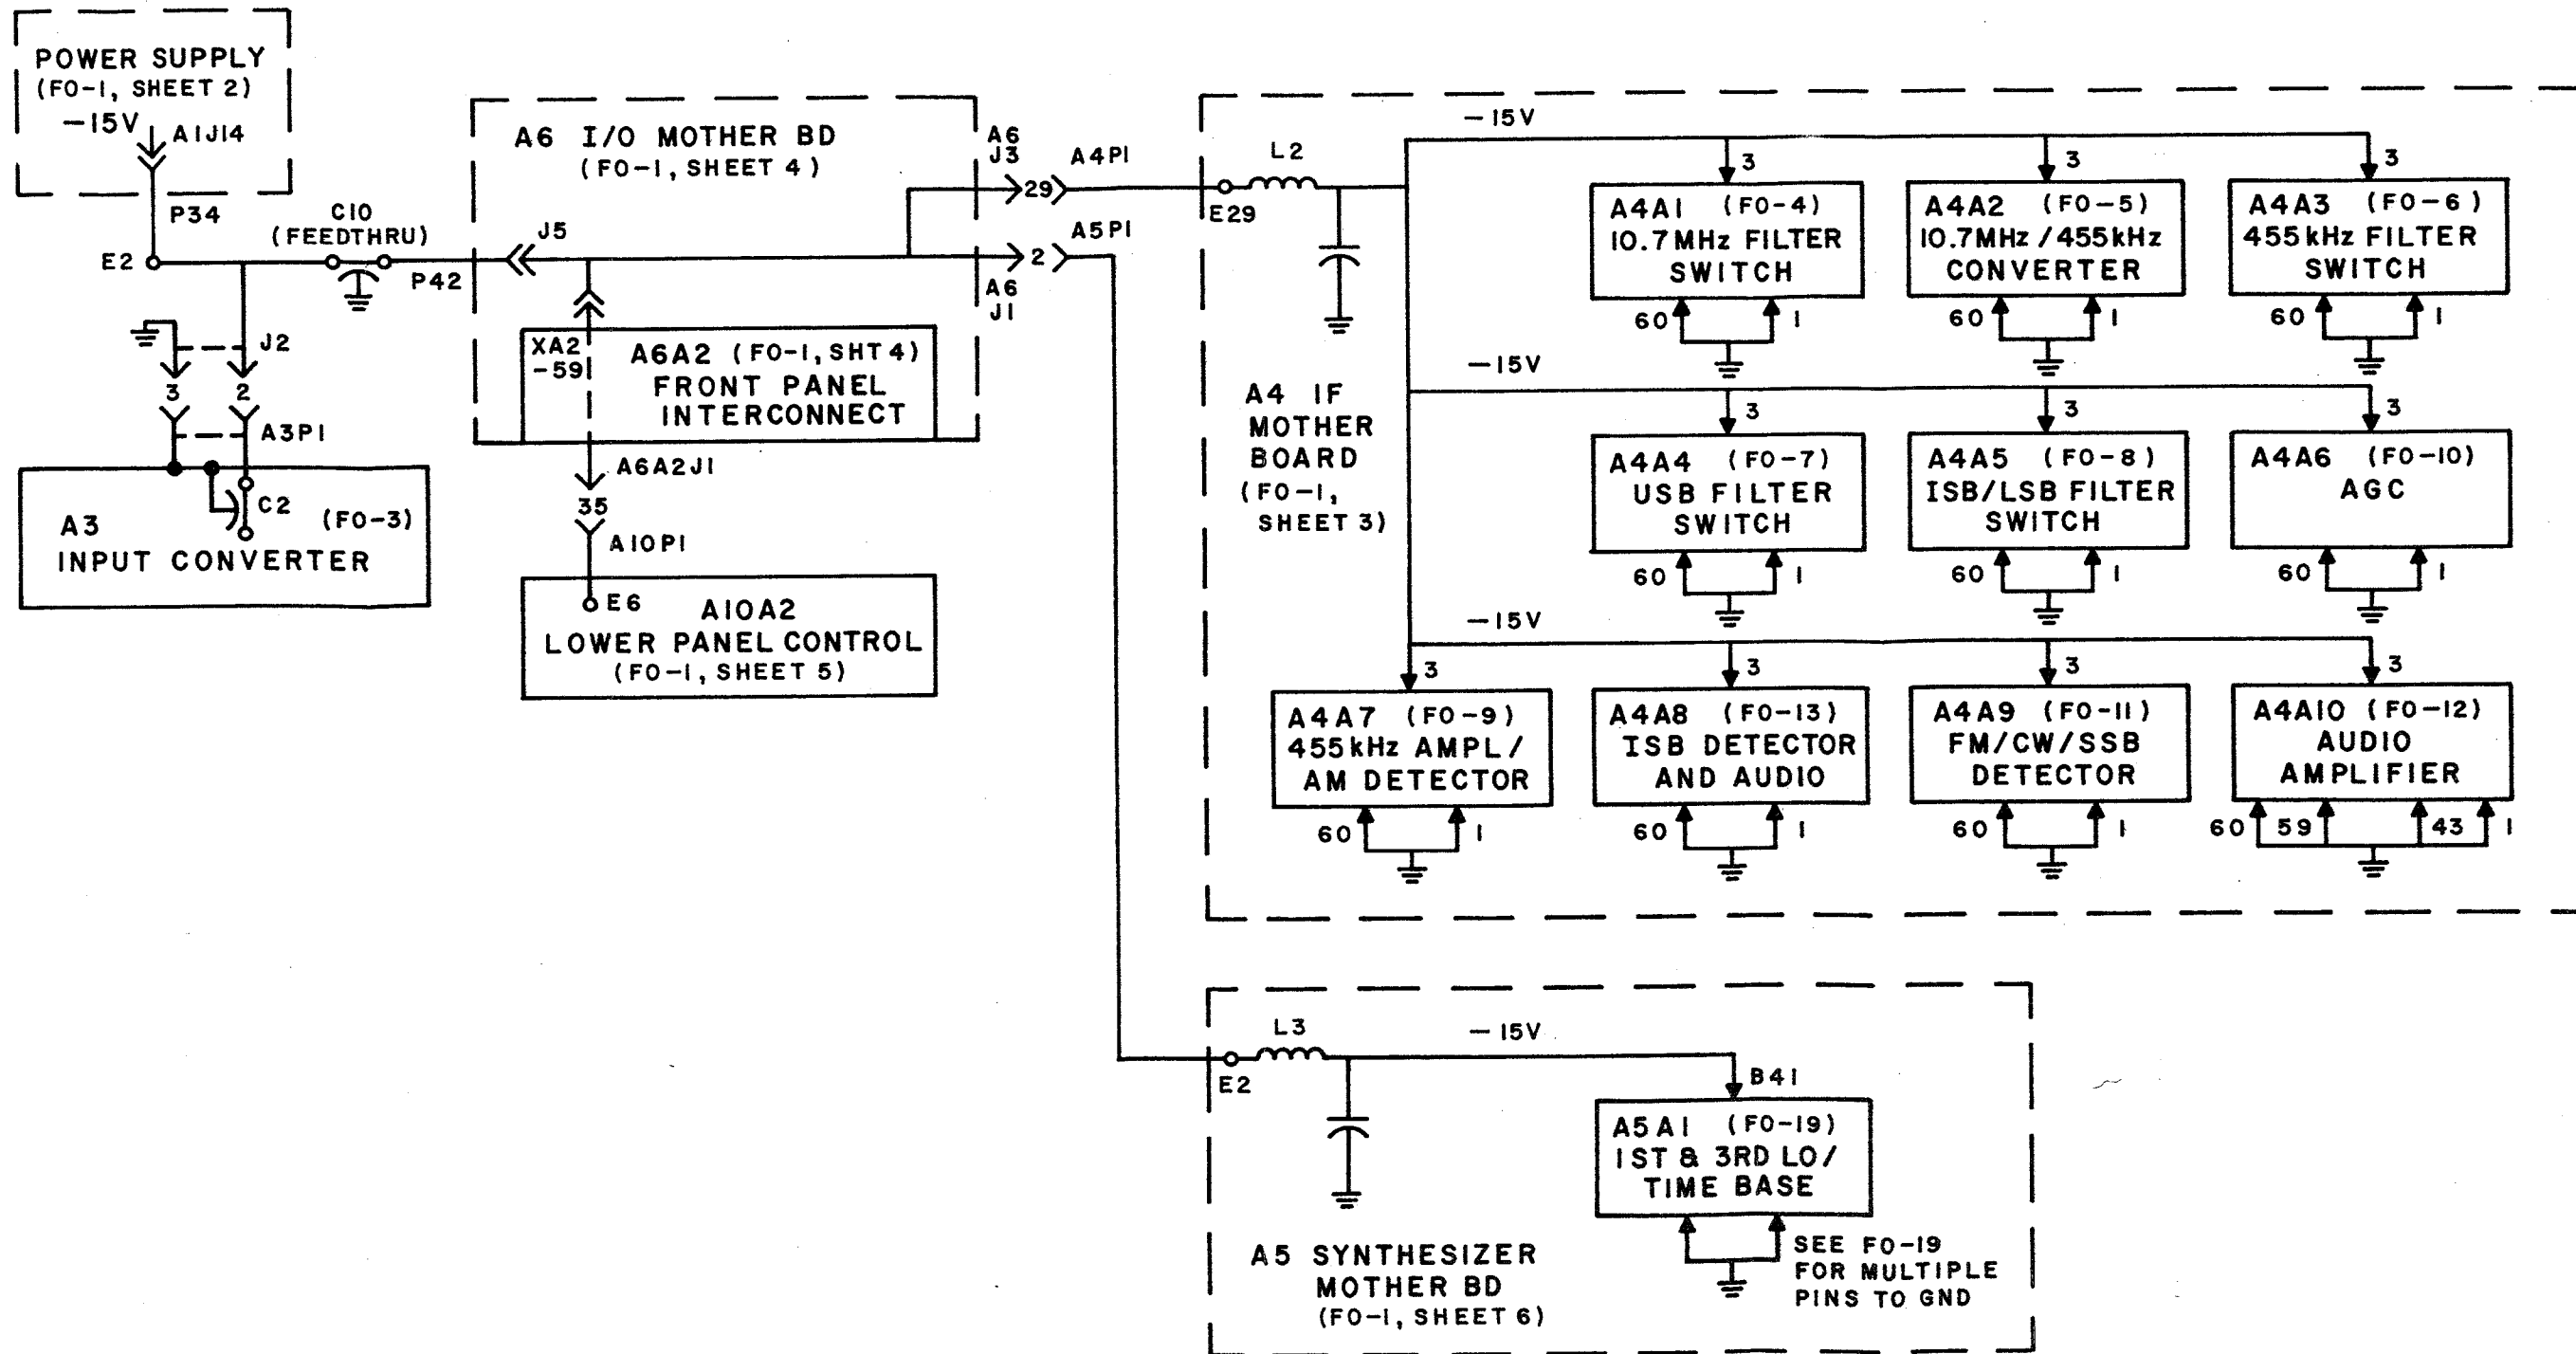 POWER SUPPLY
(FO-1, SHEET 2)
-15V
A1J14
P34
E2
C10
(FEEDTHRU)
P42
J5
J2
3
2
A3P1
C2
A3
(FO-3)
INPUT CONVERTER
A6 I/O MOTHER BD
(FO-1, SHEET 4)
XA2
-59
A6A2 (FO-1, SHT 4)
FRONT PANEL
INTERCONNECT
A6A2J1
35
A10P1
E6
A10A2
LOWER PANEL CONTROL
(FO-1, SHEET 5)
A6
J3
29
A4P1
A5P1
2
A6
J1
E29
L2
A4 IF
MOTHER
BOARD
(FO-1,
SHEET 3)
-15V
3
3
3
A4A1 (FO-4)
10.7MHz FILTER
SWITCH
60
1
A4A2 (FO-5)
10.7MHz/455kHz
CONVERTER
60
1
A4A3 (FO-6)
455kHz FILTER
SWITCH
60
1
-15V
3
3
3
A4A4 (FO-7)
USB FILTER
SWITCH
60
1
A4A5 (FO-8)
ISB/LSB FILTER
SWITCH
60
1
A4A6 (FO-10)
AGC
60
1
-15V
3
3
3
3
A4A7 (FO-9)
455kHz AMPL/
AM DETECTOR
60
1
A4A8 (FO-13)
ISB DETECTOR
AND AUDIO
60
1
A4A9 (FO-11)
FM/CW/SSB
DETECTOR
60
1
A4A10 (FO-12)
AUDIO
AMPLIFIER
60
59
43
1
E2
L3
-15V
B41
A5A1 (FO-19)
1ST & 3RD LO/
TIME BASE
SEE FO-19
FOR MULTIPLE
PINS TO GND
A5 SYNTHESIZER
MOTHER BD
(FO-1, SHEET 6)